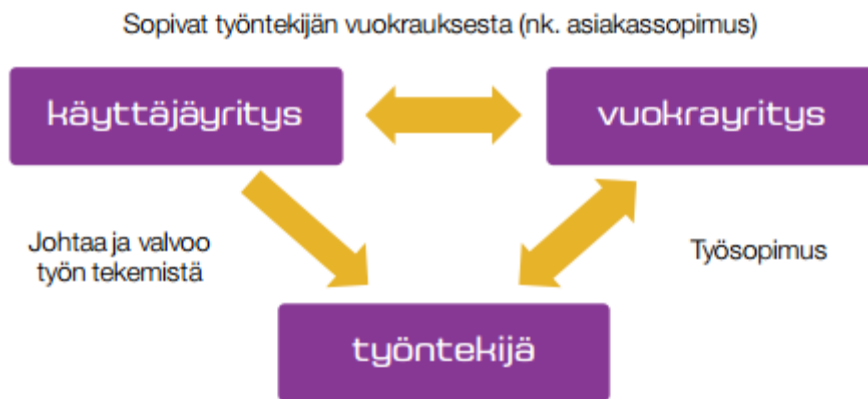 Sopivat työntekijän vuokrauksesta (nk. asiakassopimus)
käyttäjäyritys
vuokrayritys
Johtaa ja valvoo
työn tekemistä
Työsopimus
työntekijä